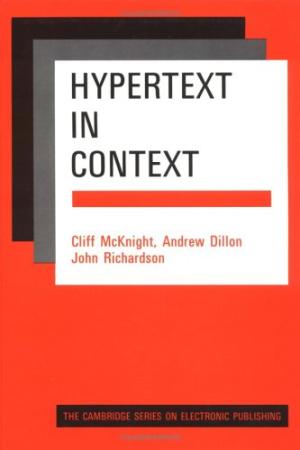 HYPERTEXT
IN
CONTEXT
Cliff McKnight, Andrew Dillon
John Richardson
THE CAMBRIDGE SERIES ON ELECTRONIC PUBLISHING